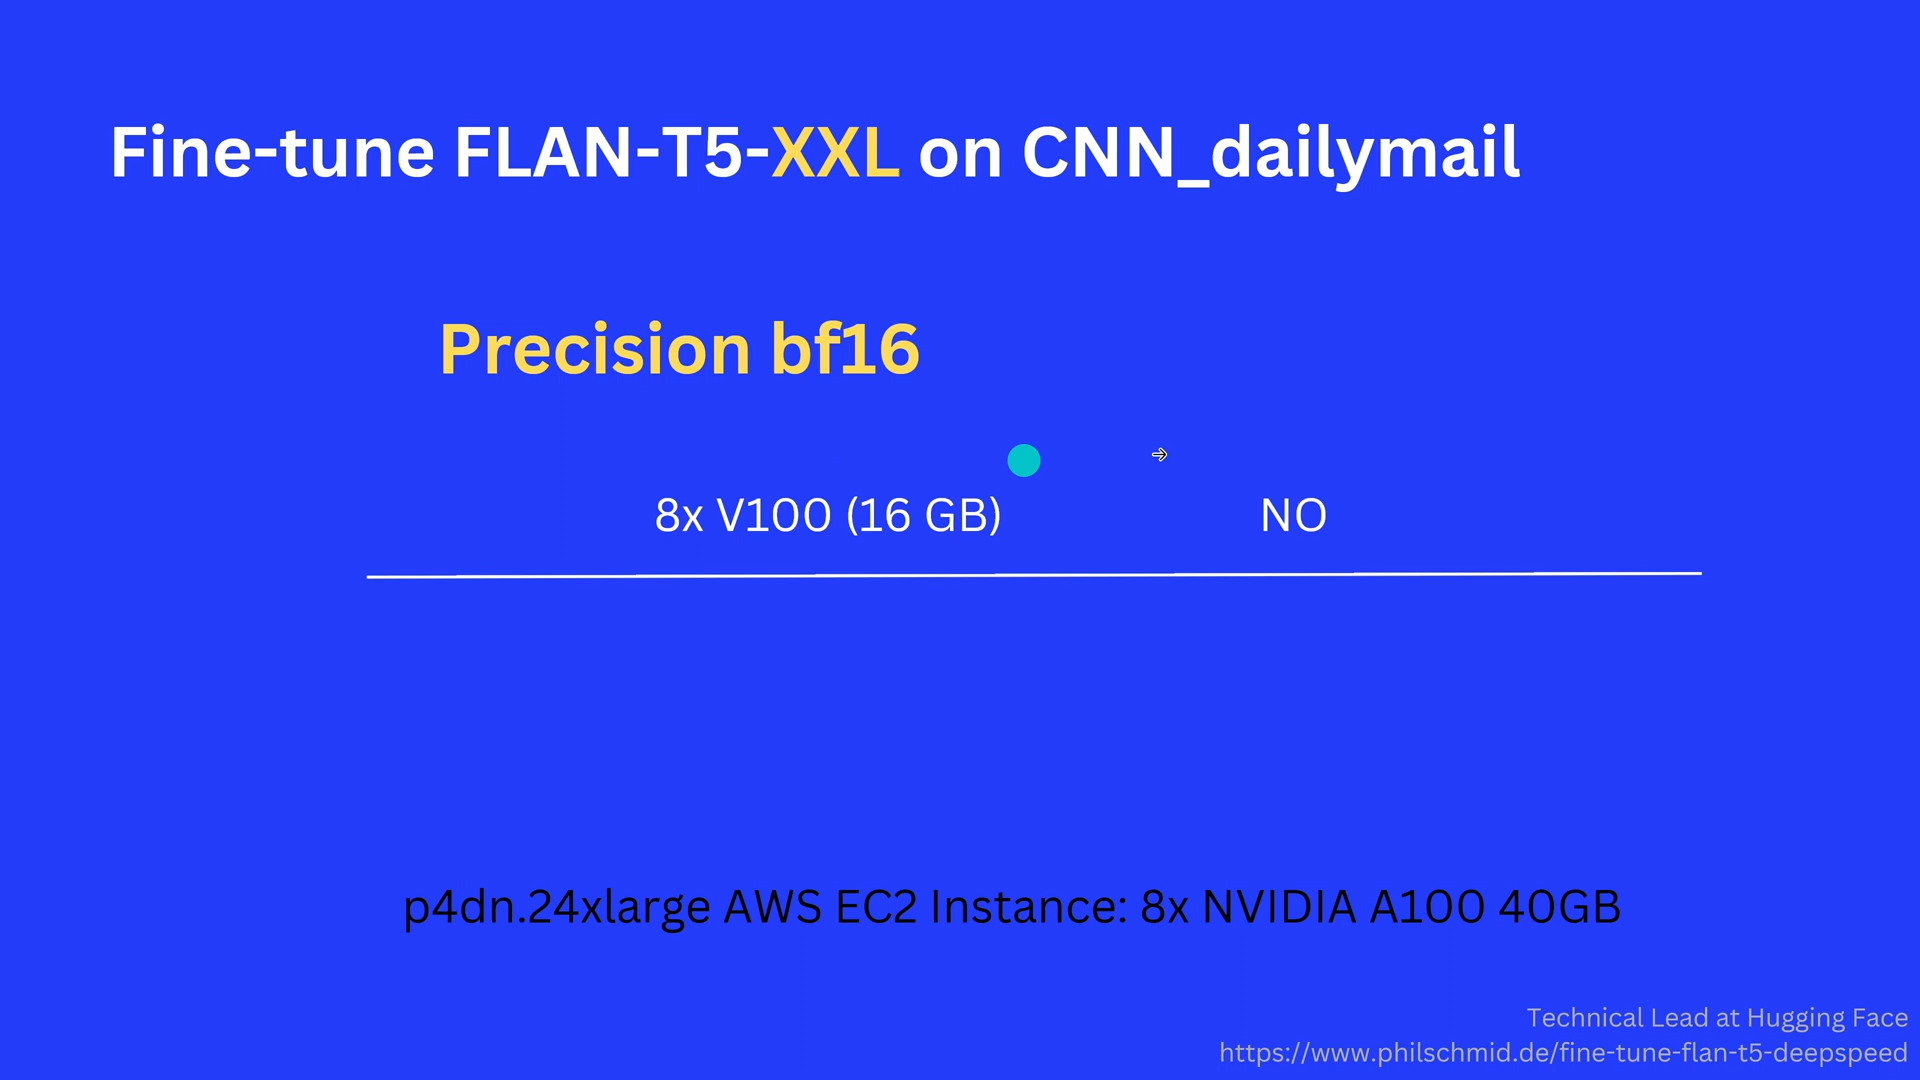 Fine-tune FLAN-T5-XXL on CNN_dailymail
Precision bf16
8x V100 (16 GB) NO
p4dn.24xlarge AWS EC2 Instance: 8x NVIDIA A100 40GB
Technical Lead at Hugging Face
https://www.philschmid.de/fine-tune-flan-t5-deepspeed